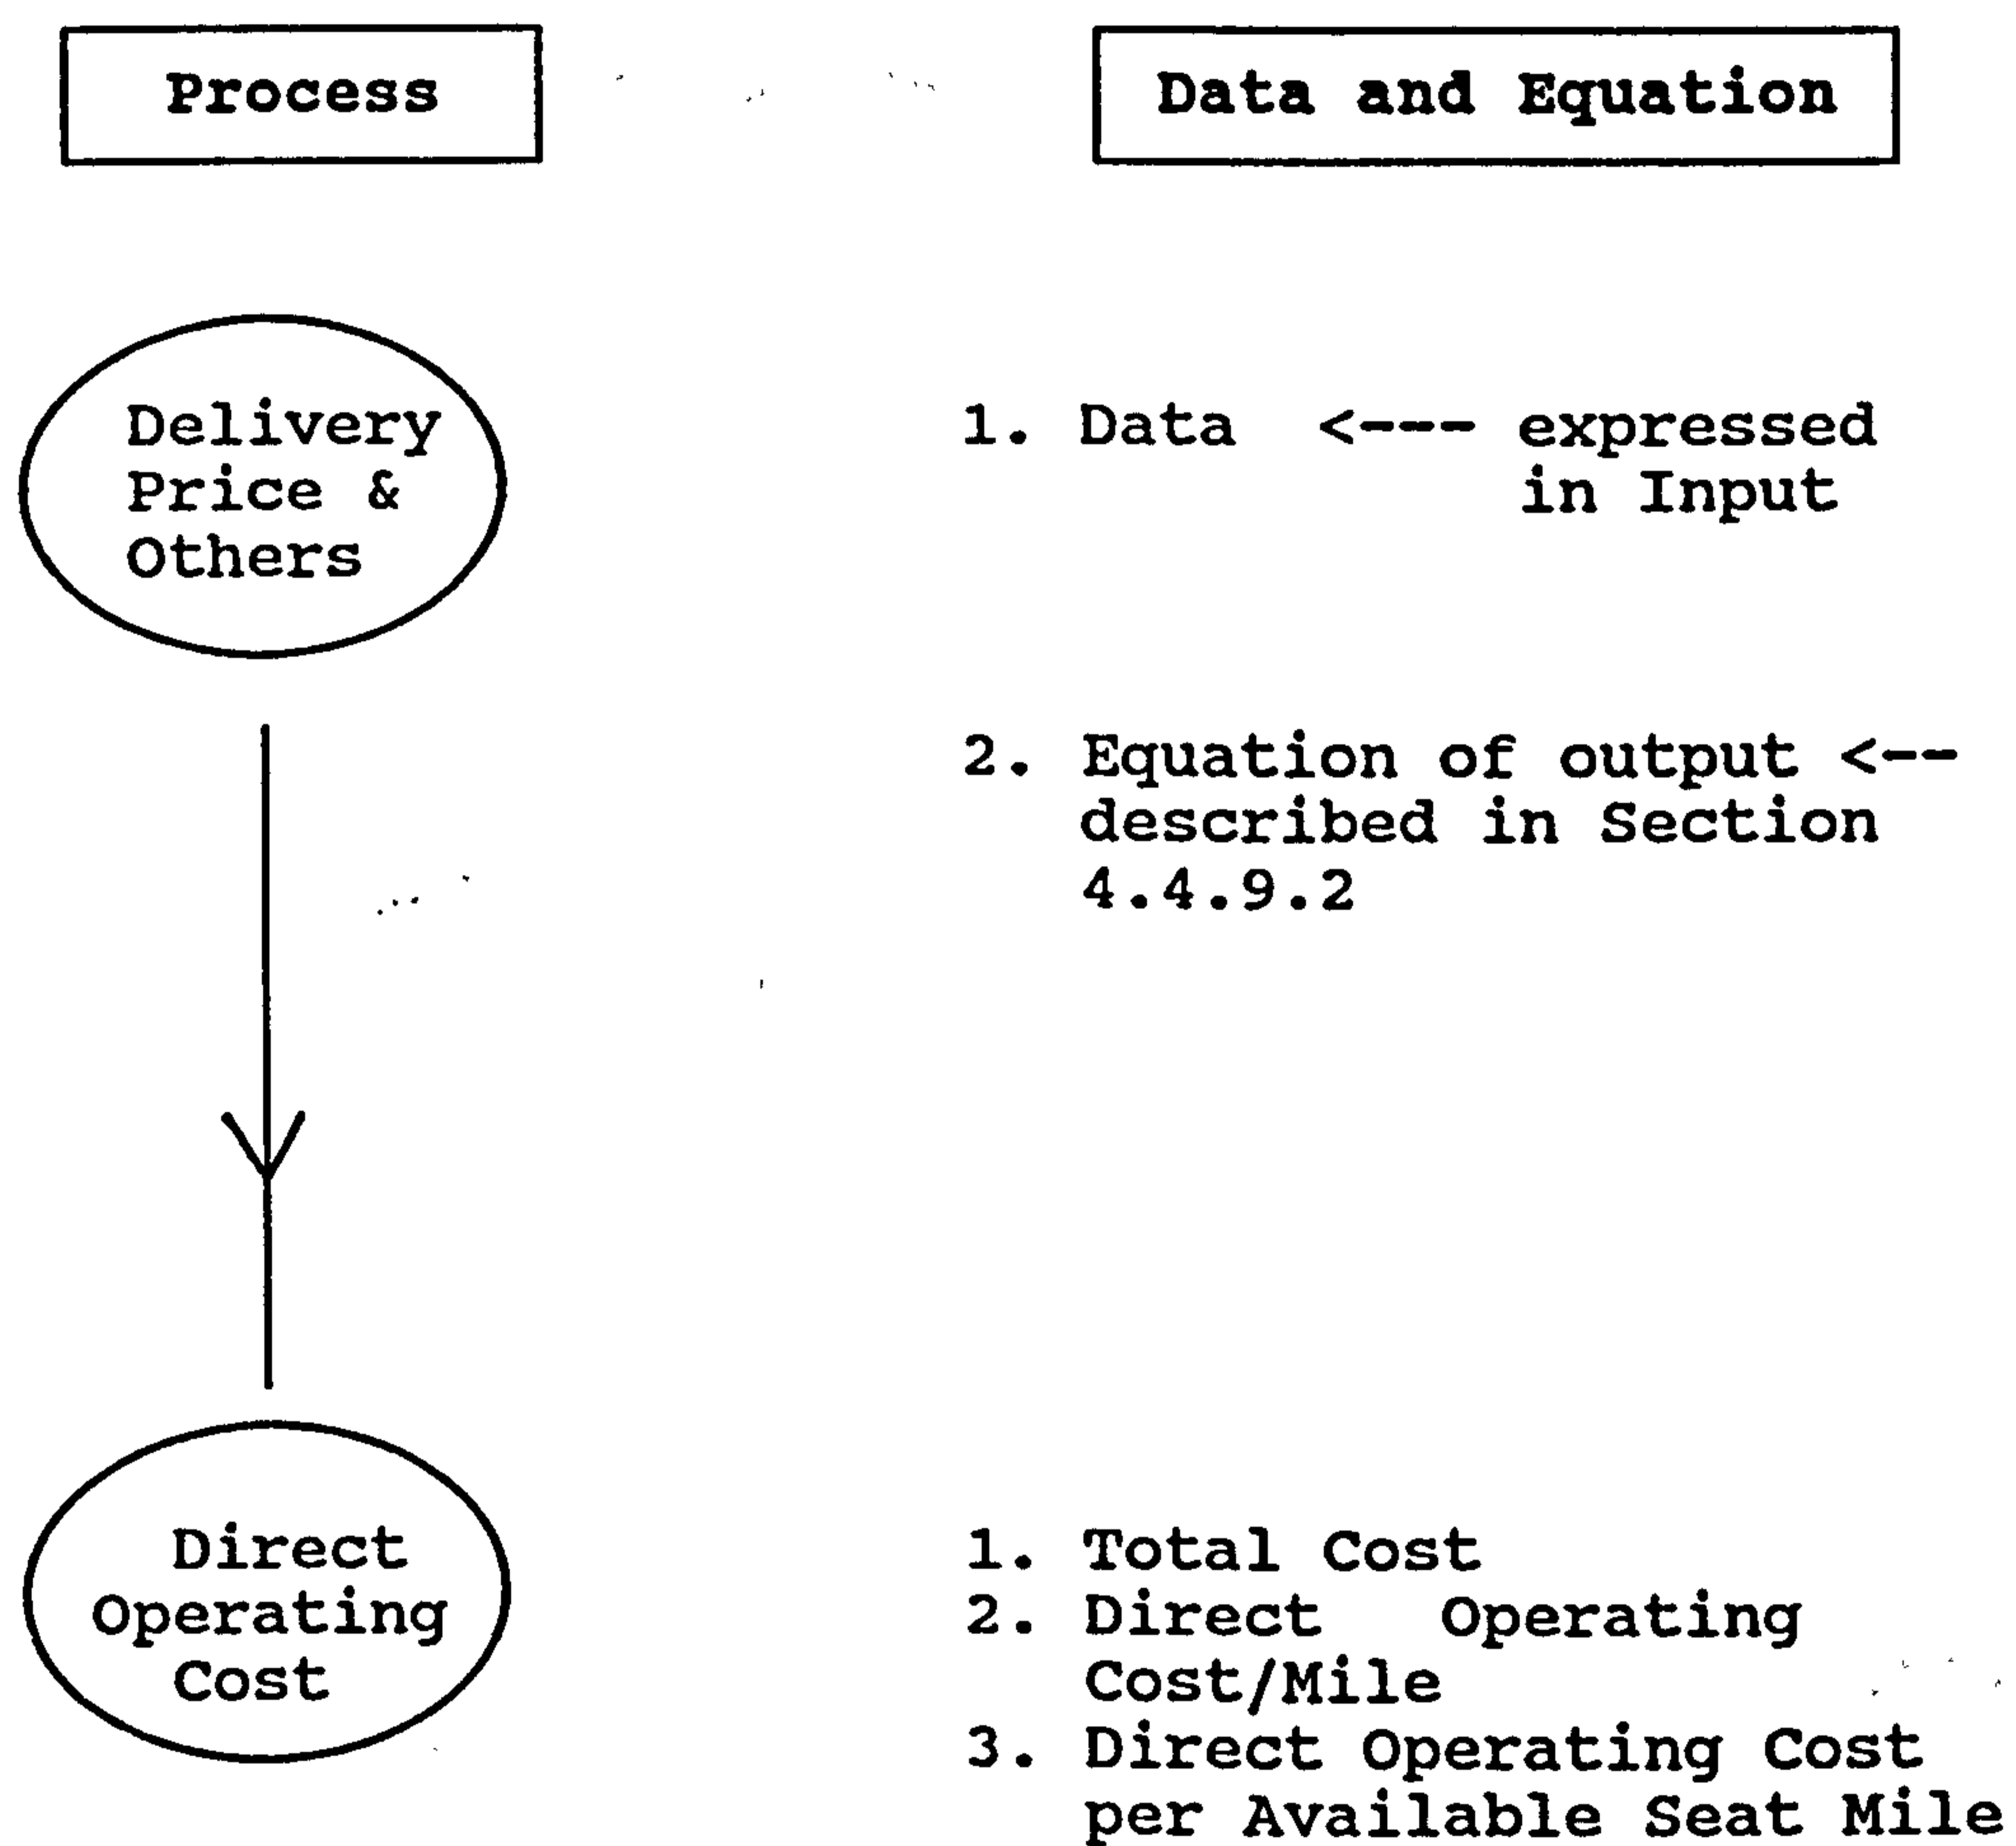 Process
Data and Equation
Delivery
Price &
Others
1. Data <--- expressed
in Input
2. Equation of output <--
described in Section
4.4.9.2
Direct
Operating
Cost
1. Total Cost
2. Direct Operating
Cost/Mile
3. Direct Operating Cost
per Available Seat Mile